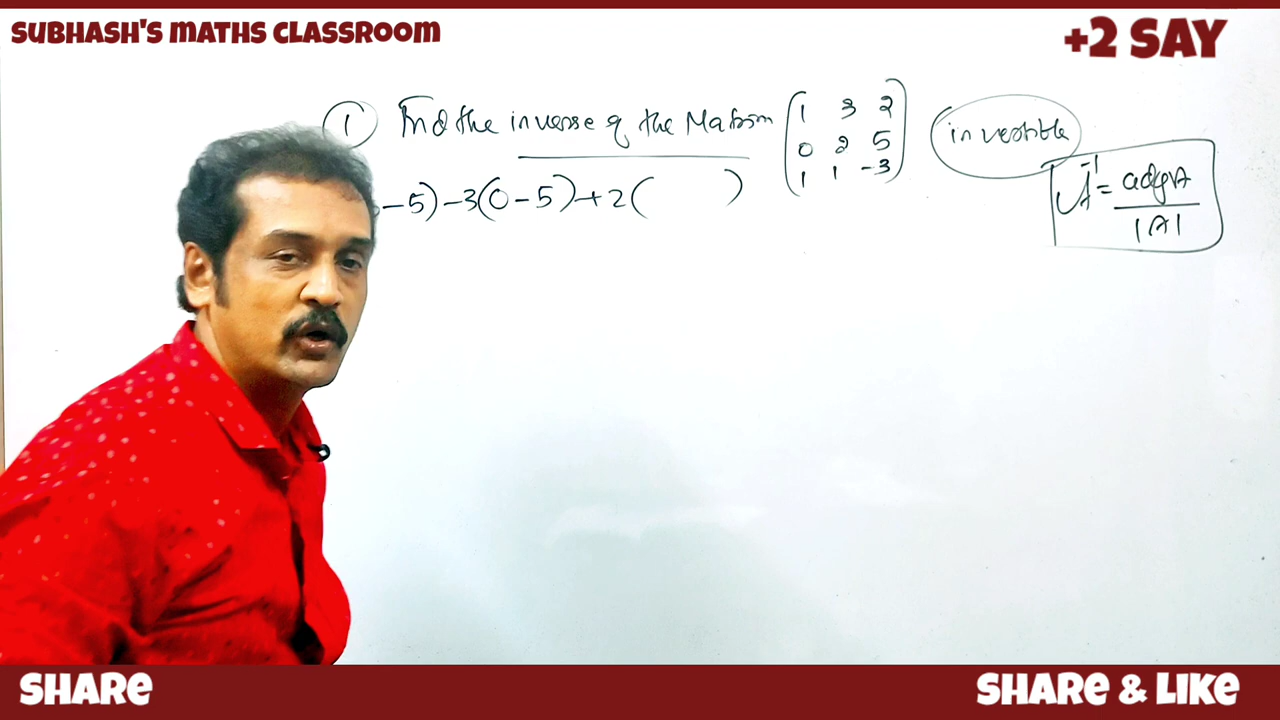 SUBHASH'S MATHS CLASSROOM
+2 SAY
① Find the inverse of the Matrix
1 3 2
0 2 5
1 1 -3
invertible
-5) -3(0-5)+2( )
A⁻¹ = adjA / |A|
SHARE
SHARE & LIKE